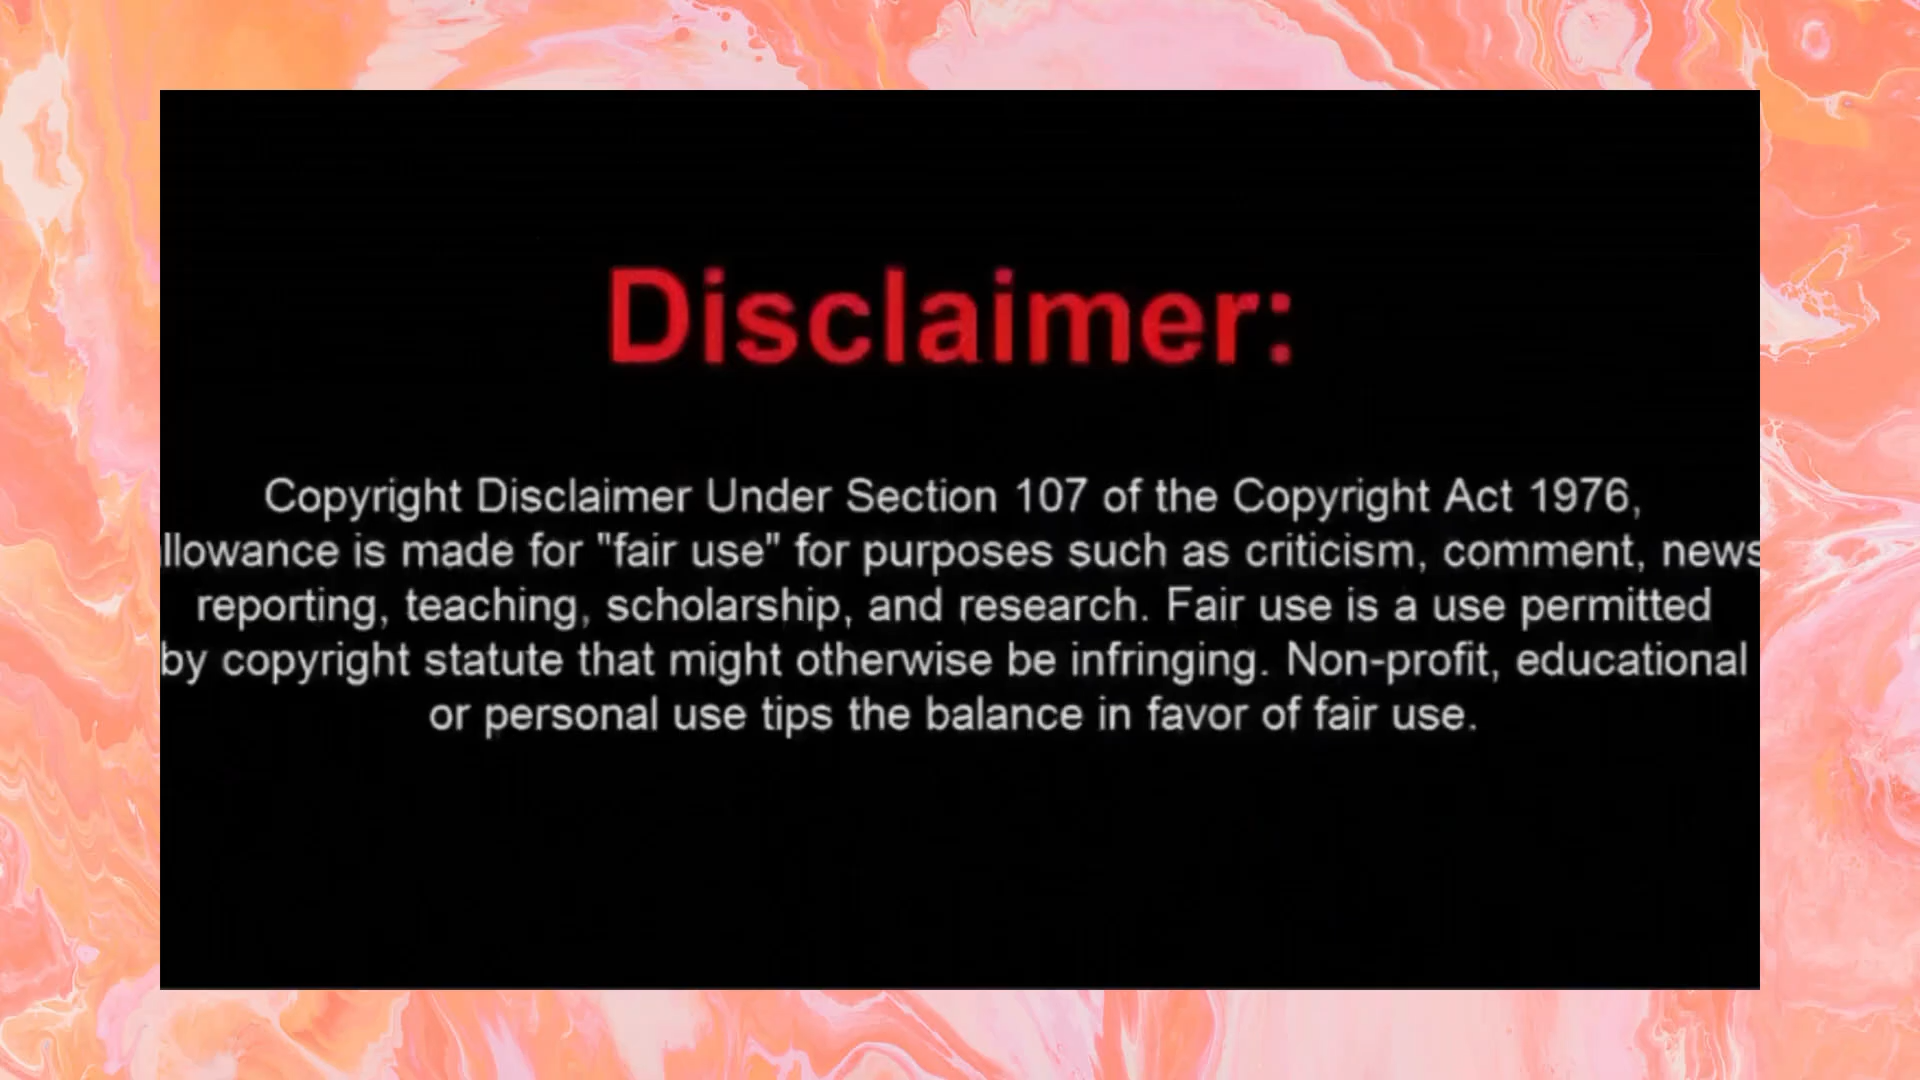 Disclaimer:
Copyright Disclaimer Under Section 107 of the Copyright Act 1976,
llowance is made for "fair use" for purposes such as criticism, comment, news
reporting, teaching, scholarship, and research. Fair use is a use permitted
by copyright statute that might otherwise be infringing. Non-profit, educational
or personal use tips the balance in favor of fair use.